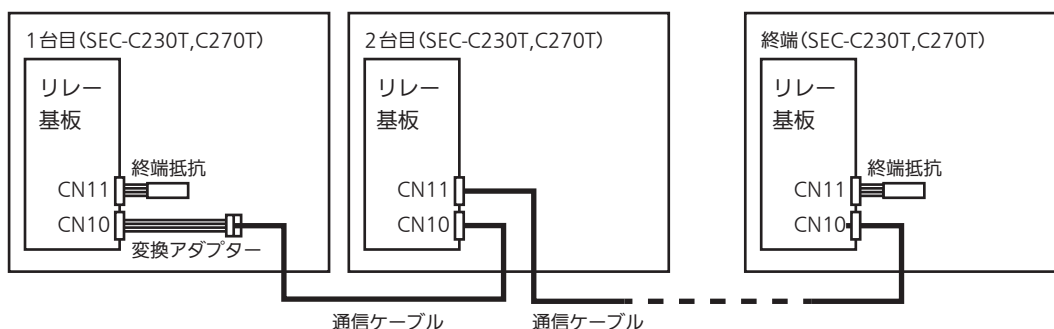 1台目(SEC-C230T,C270T)
リレー
基板
終端抵抗
CN11
CN10
変換アダプター
2台目(SEC-C230T,C270T)
リレー
基板
CN11
CN10
終端(SEC-C230T,C270T)
リレー
基板
終端抵抗
CN11
CN10
通信ケーブル
通信ケーブル